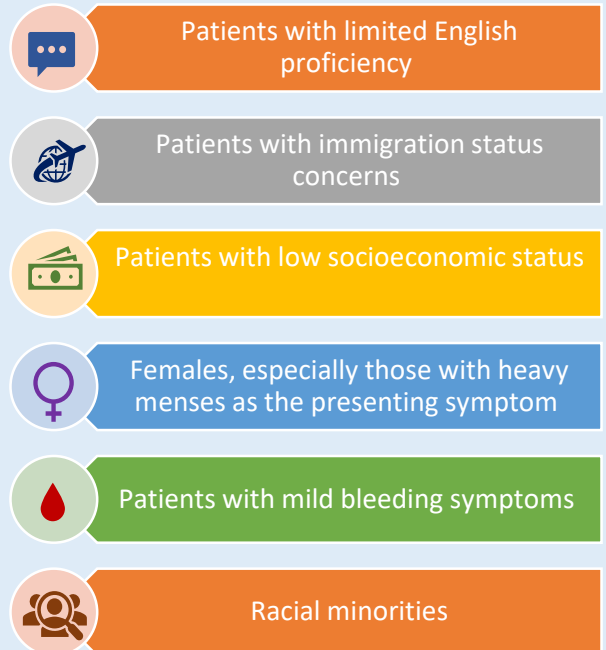 Patients with limited English
proficiency
Patients with immigration status
concerns
Patients with low socioeconomic status
Females, especially those with heavy
menses as the presenting symptom
Patients with mild bleeding symptoms
Racial minorities